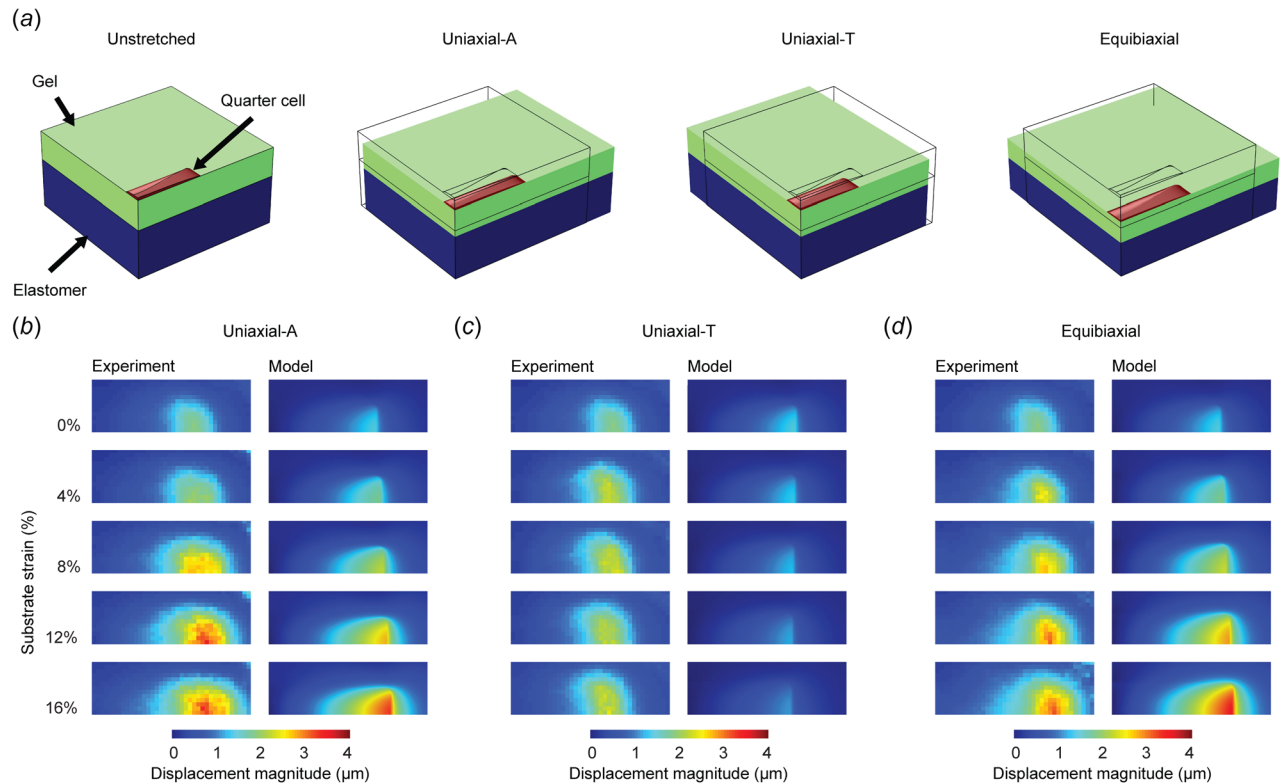 (a)
Unstretched Uniaxial-A Uniaxial-T Equibiaxial
Gel
Quarter cell
Elastomer
(b) Uniaxial-A (c) Uniaxial-T (d) Equibiaxial
Experiment Model Experiment Model Experiment Model
Substrate strain (%)
0%
4%
8%
12%
16%
0 1 2 3 4 0 1 2 3 4 0 1 2 3 4
Displacement magnitude (μm) Displacement magnitude (μm) Displacement magnitude (μm)